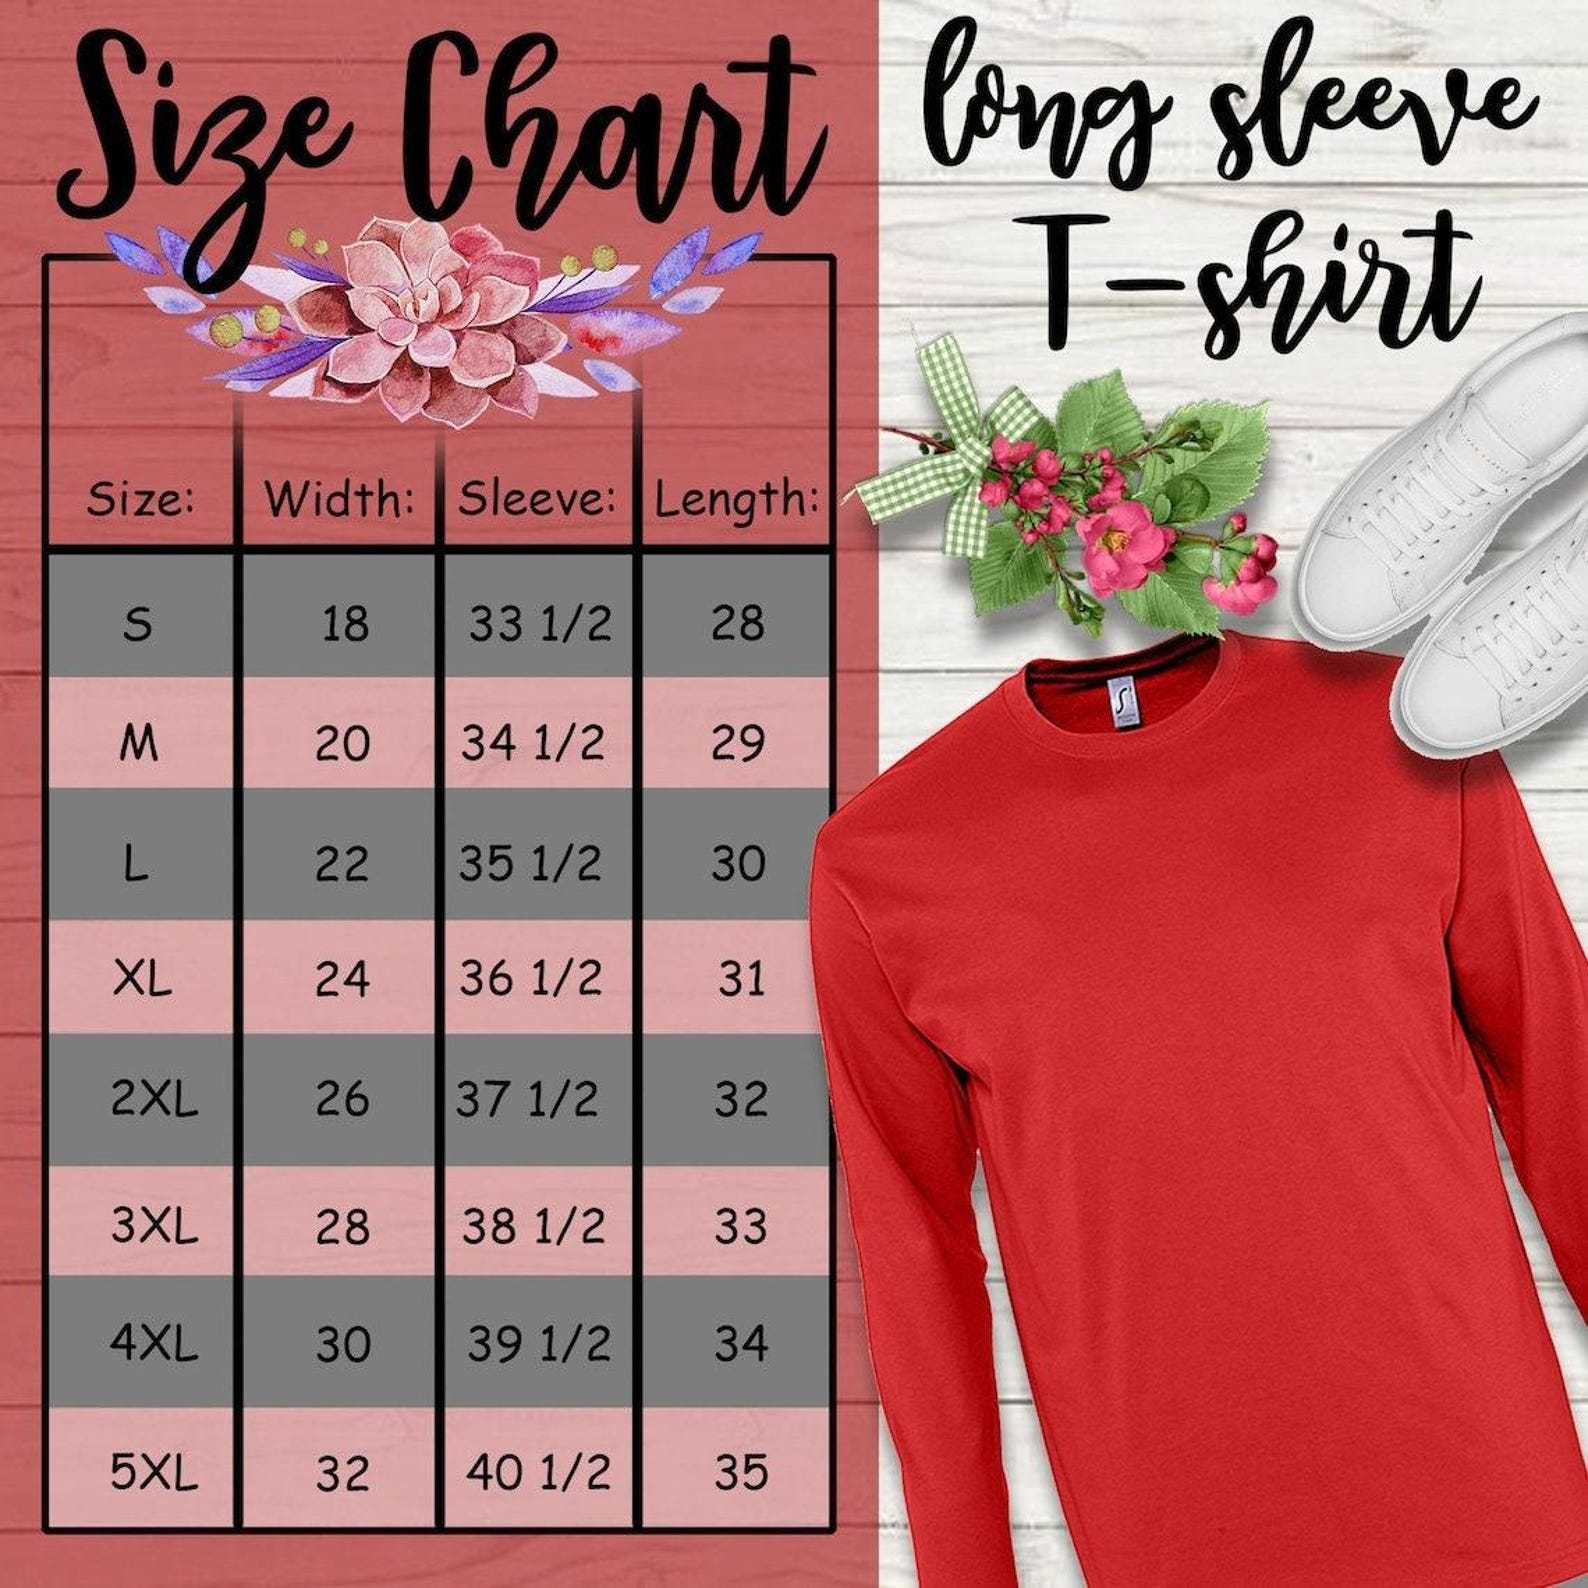 Size Chart
long sleeve
T-shirt
Size: Width: Sleeve: Length:
S 18 33 1/2 28
M 20 34 1/2 29
L 22 35 1/2 30
XL 24 36 1/2 31
2XL 26 37 1/2 32
3XL 28 38 1/2 33
4XL 30 39 1/2 34
5XL 32 40 1/2 35